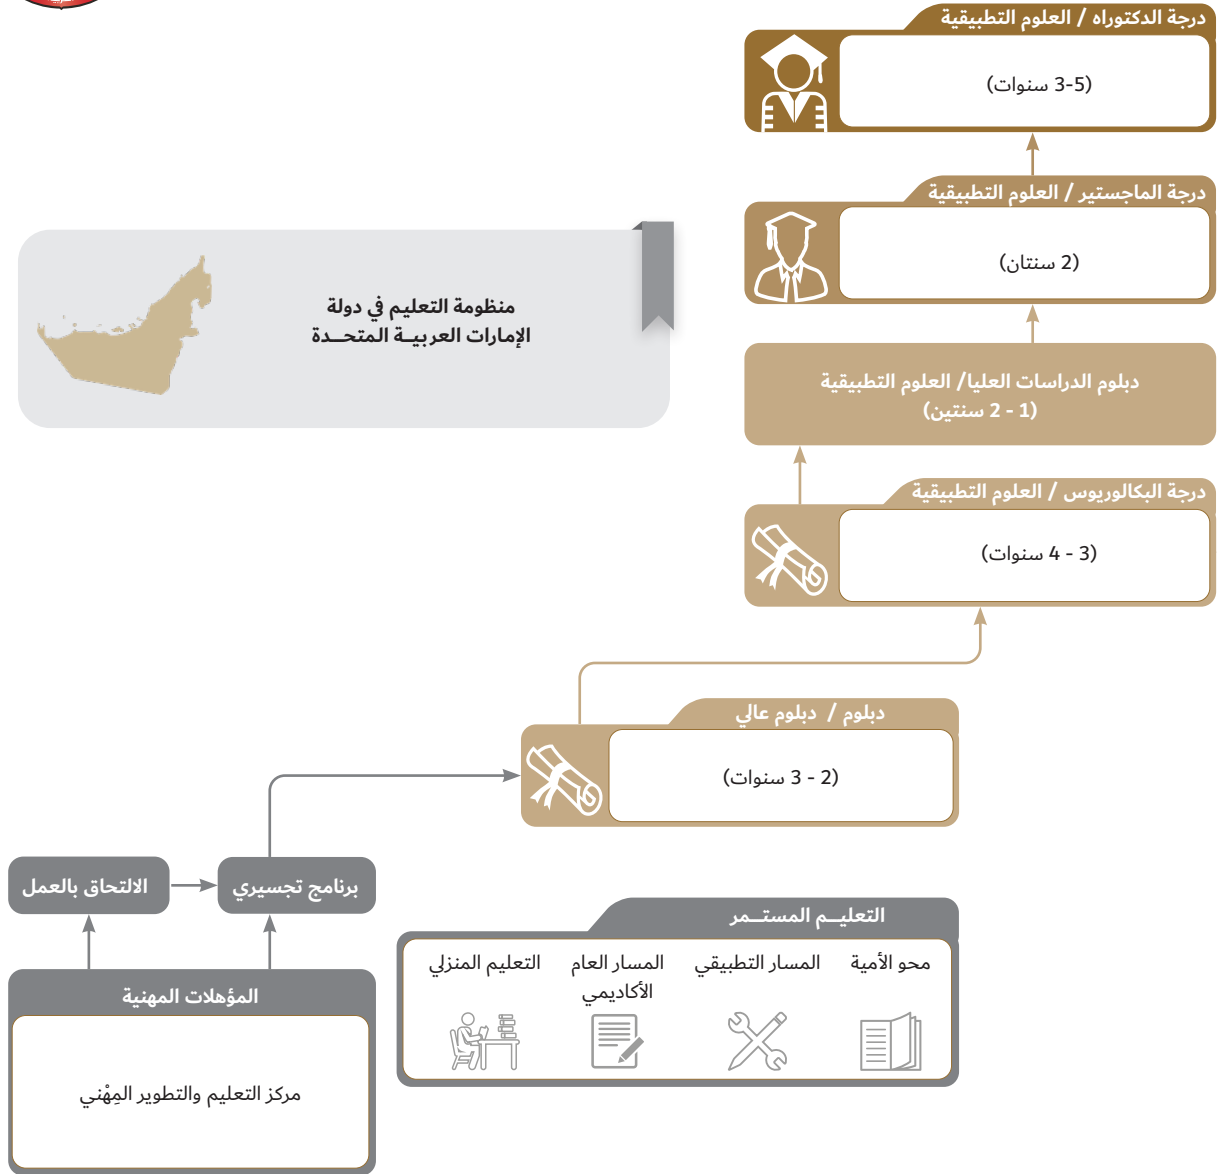 درجة الدكتوراه / العلوم التطبيقية
(3-5 سنوات)
درجة الماجستير / العلوم التطبيقية
(2 سنتان)
منظومة التعليم في دولة
الإمارات العربيــة المتحــدة
دبلوم الدراسات العليا/ العلوم التطبيقية
(1 - 2 سنتين)
درجة البكالوريوس / العلوم التطبيقية
(3 - 4 سنوات)
دبلوم / دبلوم عالي
(2 - 3 سنوات)
برنامج تجسيري
الالتحاق بالعمل
التعليــم المستــمر
محو الأمية
المسار التطبيقي
المسار العام
الأكاديمي
التعليم المنزلي
المؤهلات المهنية
مركز التعليم والتطوير المِهْني